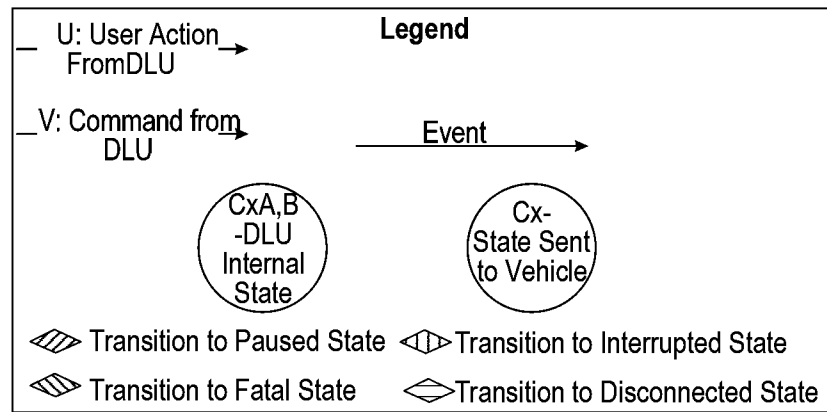 Legend
U: User Action
FromDLU
V: Command from
DLU
Event
CxA,B
-DLU
Internal
State
Cx-
State Sent
to Vehicle
Transition to Paused State
Transition to Interrupted State
Transition to Fatal State
Transition to Disconnected State